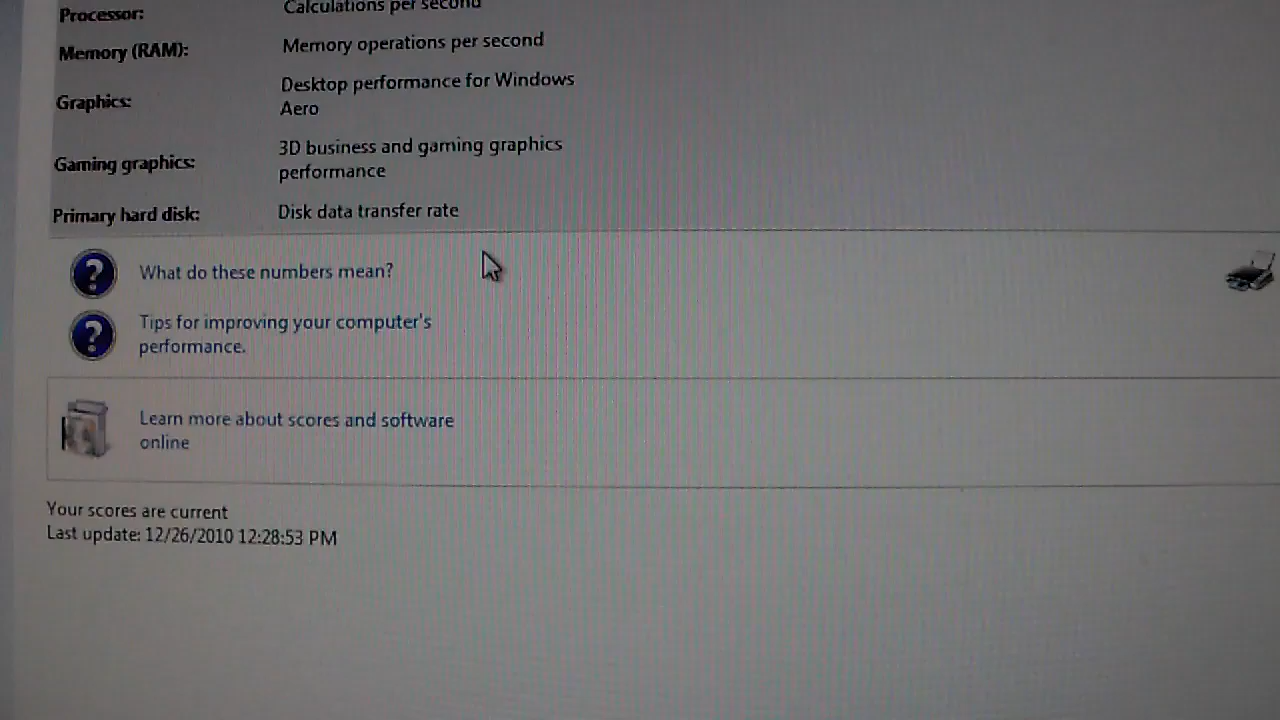 Processor:
Calculations per second
Memory (RAM):
Memory operations per second
Graphics:
Desktop performance for Windows
Aero
Gaming graphics:
3D business and gaming graphics
performance
Primary hard disk:
Disk data transfer rate
What do these numbers mean?
Tips for improving your computer's
performance.
Learn more about scores and software
online
Your scores are current
Last update: 12/26/2010 12:28:53 PM